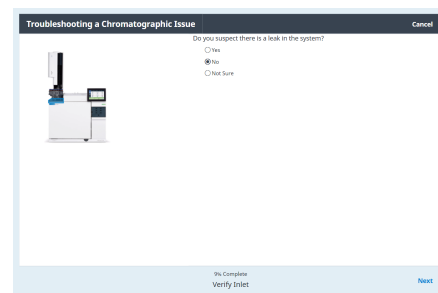 Troubleshooting a Chromatographic Issue
Cancel
Do you suspect there is a leak in the system?
Yes
No
Not Sure
9% Complete
Verify Inlet
Next